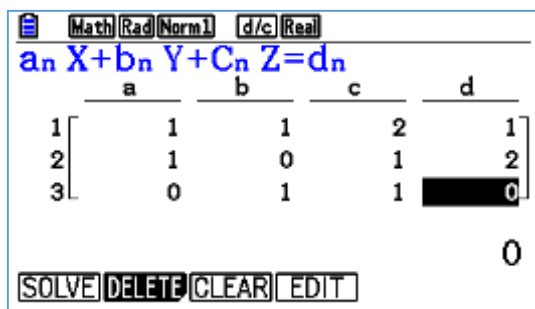 Math Rad Norm1 d/c Real
an X+bn Y+Cn Z=dn
a b c d
1 1 1 2 1
2 1 0 1 2
3 0 1 1 0
0
SOLVE DELETE CLEAR EDIT